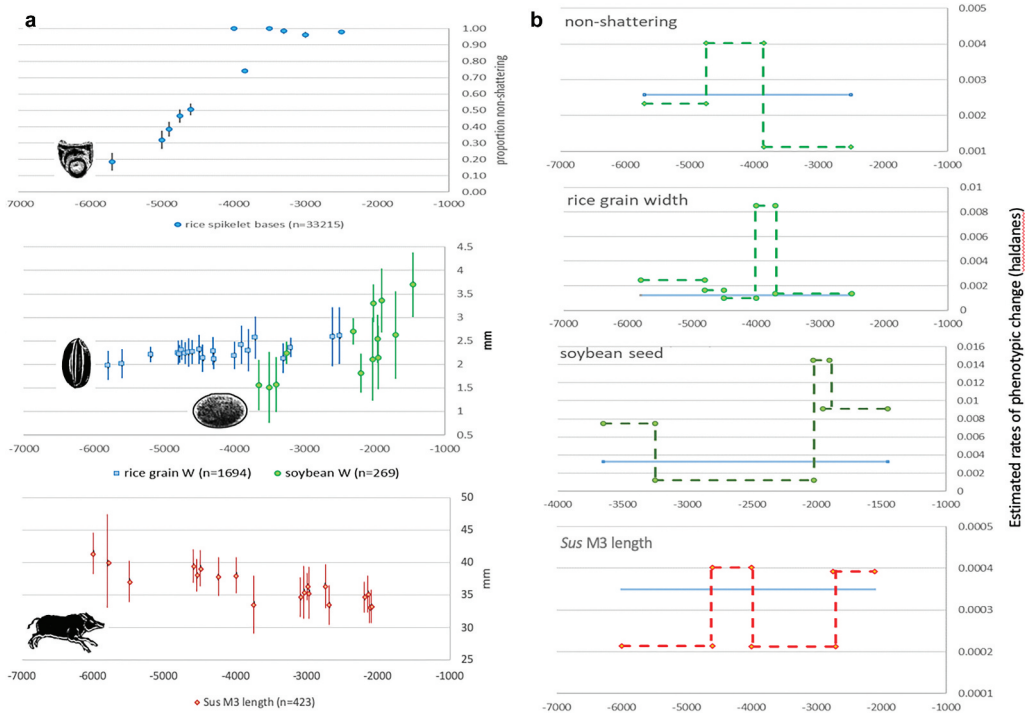 a
1.00
0.90
0.80
0.70
0.60
0.50
0.40
0.30
0.20
0.10
0.00
proportion non-shattering
-7000 -6000 -5000 -4000 -3000 -2000 -1000
rice spikelet bases (n=33215)
4.5
4
3.5
3
2.5
2
1.5
1
0.5
mm
-7000 -6000 -5000 -4000 -3000 -2000 -1000
rice grain W (n=1694) soybean W (n=269)
50
45
40
35
30
25
mm
-7000 -6000 -5000 -4000 -3000 -2000 -1000
Sus M3 length (n=423)
b
non-shattering
0.005
0.004
0.003
0.002
0.001
-7000 -6000 -5000 -4000 -3000 -2000 -1000
rice grain width
0.01
0.008
0.006
0.004
0.002
0
-7000 -6000 -5000 -4000 -3000 -2000 -1000
soybean seed
0.016
0.014
0.012
0.01
0.008
0.006
0.004
0.002
0
-4000 -3500 -3000 -2500 -2000 -1500 -1000
Sus M3 length
0.0005
0.0004
0.0003
0.0002
0.0001
-7000 -6000 -5000 -4000 -3000 -2000 -1000
Estimated rates of phenotypic change (haldanes)